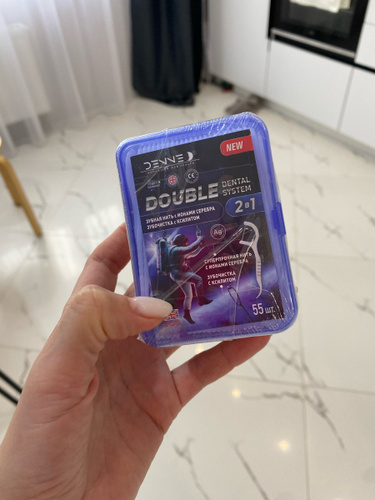 DENNE
NEW
DOUBLE
DENTAL
SYSTEM
ЗУБНАЯ НИТЬ с ИОНАМИ СЕРЕБРА
ЗУБОЧИСТКА с КСИЛИТОМ
2в1
Ag
СУПЕРПРОЧНАЯ НИТЬ
с ИОНАМИ СЕРЕБРА
ЗУБОЧИСТКА
с КСИЛИТОМ
55 шт.